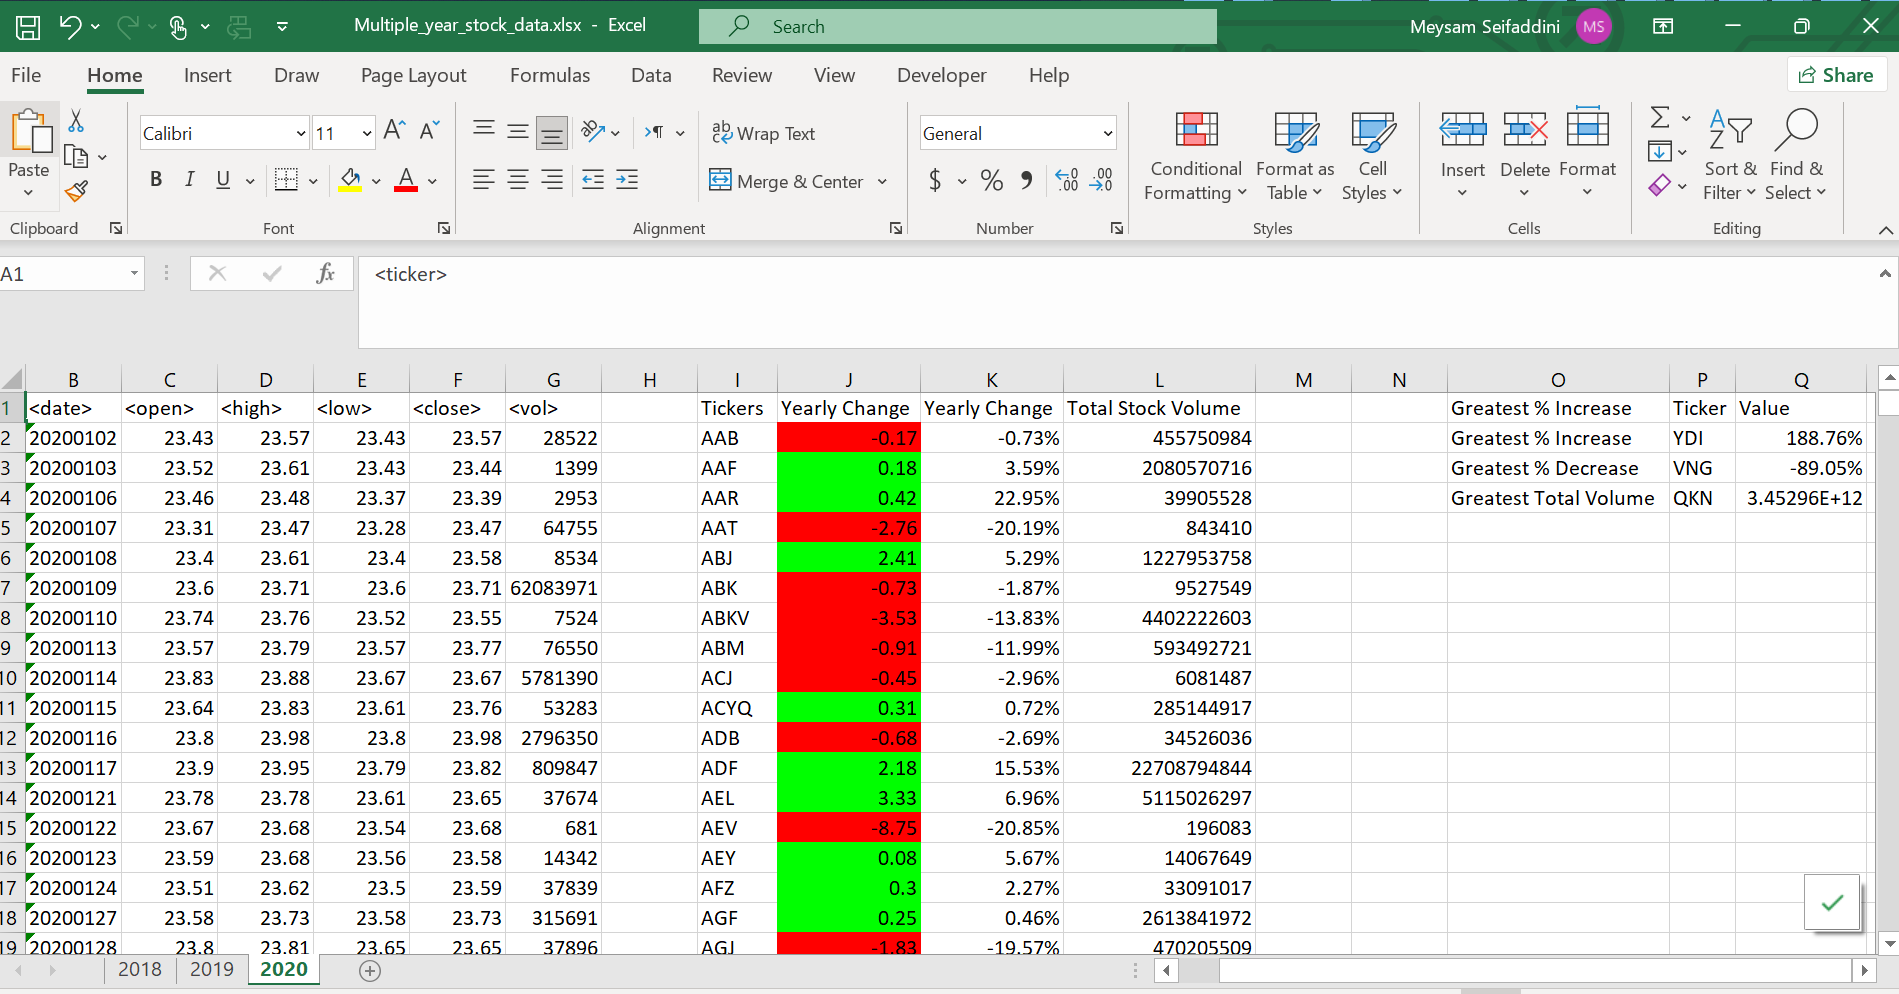 Multiple_year_stock_data.xlsx - Excel
Search
Meysam Seifaddini MS
File Home Insert Draw Page Layout Formulas Data Review View Developer Help Share
Paste
Clipboard
Calibri 11
B I U A
Font
ab Wrap Text
Merge & Center
Alignment
General
$ % 9 .00 .00
Number
Conditional Formatting
Format as Table
Cell Styles
Styles
Insert Delete Format
Cells
Sort & Filter
Find & Select
Editing
A1 fx <ticker>
B C D E F G H I J K L M N O P Q
1 <date> <open> <high> <low> <close> <vol> Tickers Yearly Change Yearly Change Total Stock Volume Greatest % Increase Ticker Value
2 20200102 23.43 23.57 23.43 23.57 28522 AAB -0.17 -0.73% 455750984 Greatest % Increase YDI 188.76%
3 20200103 23.52 23.61 23.43 23.44 1399 AAF 0.18 3.59% 2080570716 Greatest % Decrease VNG -89.05%
4 20200106 23.46 23.48 23.37 23.39 2953 AAR 0.42 22.95% 39905528 Greatest Total Volume QKN 3.45296E+12
5 20200107 23.31 23.47 23.28 23.47 64755 AAT -2.76 -20.19% 843410
6 20200108 23.4 23.61 23.4 23.58 8534 ABJ 2.41 5.29% 1227953758
7 20200109 23.6 23.71 23.6 23.71 62083971 ABK -0.73 -1.87% 9527549
8 20200110 23.74 23.76 23.52 23.55 7524 ABKV -3.53 -13.83% 4402222603
9 20200113 23.57 23.79 23.57 23.77 76550 ABM -0.91 -11.99% 593492721
10 20200114 23.83 23.88 23.67 23.67 5781390 ACJ -0.45 -2.96% 6081487
11 20200115 23.64 23.83 23.61 23.76 53283 ACYQ 0.31 0.72% 285144917
12 20200116 23.8 23.98 23.8 23.98 2796350 ADB -0.68 -2.69% 34526036
13 20200117 23.9 23.95 23.79 23.82 809847 ADF 2.18 15.53% 22708794844
14 20200121 23.78 23.78 23.61 23.65 37674 AEL 3.33 6.96% 5115026297
15 20200122 23.67 23.68 23.54 23.68 681 AEV -8.75 -20.85% 196083
16 20200123 23.59 23.68 23.56 23.58 14342 AEY 0.08 5.67% 14067649
17 20200124 23.51 23.62 23.5 23.59 37839 AFZ 0.3 2.27% 33091017
18 20200127 23.58 23.73 23.58 23.73 315691 AGF 0.25 0.46% 2613841972
19 20200128 23.8 23.81 23.65 23.65 37896 AGJ -1.83 -19.57% 470205509
2018 2019 2020